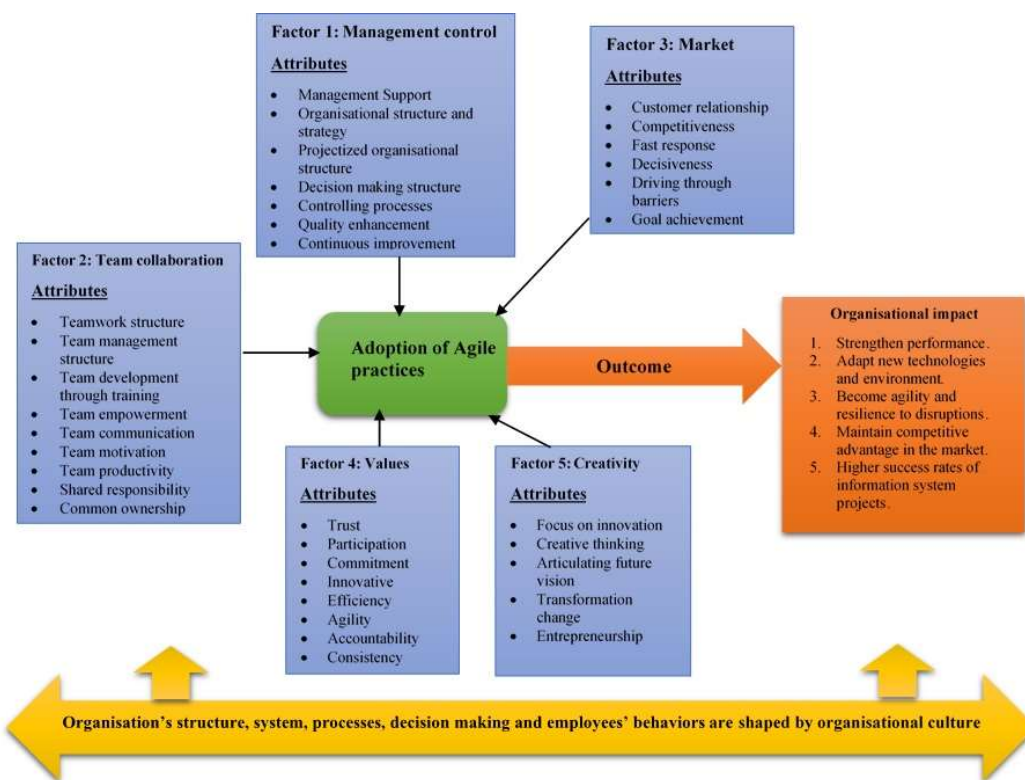 Factor 1: Management control
Attributes
• Management Support
• Organisational structure and
strategy
• Projectized organisational
structure
• Decision making structure
• Controlling processes
• Quality enhancement
• Continuous improvement
Factor 3: Market
Attributes
• Customer relationship
• Competitiveness
• Fast response
• Decisiveness
• Driving through
barriers
• Goal achievement
Factor 2: Team collaboration
Attributes
• Teamwork structure
• Team management
structure
• Team development
through training
• Team empowerment
• Team communication
• Team motivation
• Team productivity
• Shared responsibility
• Common ownership
Adoption of Agile
practices
Outcome
Organisational impact
1. Strengthen performance.
2. Adapt new technologies
and environment.
3. Become agility and
resilience to disruptions.
4. Maintain competitive
advantage in the market.
5. Higher success rates of
information system
projects.
Factor 4: Values
Attributes
• Trust
• Participation
• Commitment
• Innovative
• Efficiency
• Agility
• Accountability
• Consistency
Factor 5: Creativity
Attributes
• Focus on innovation
• Creative thinking
• Articulating future
vision
• Transformation
change
• Entrepreneurship
Organisation's structure, system, processes, decision making and employees' behaviors are shaped by organisational culture